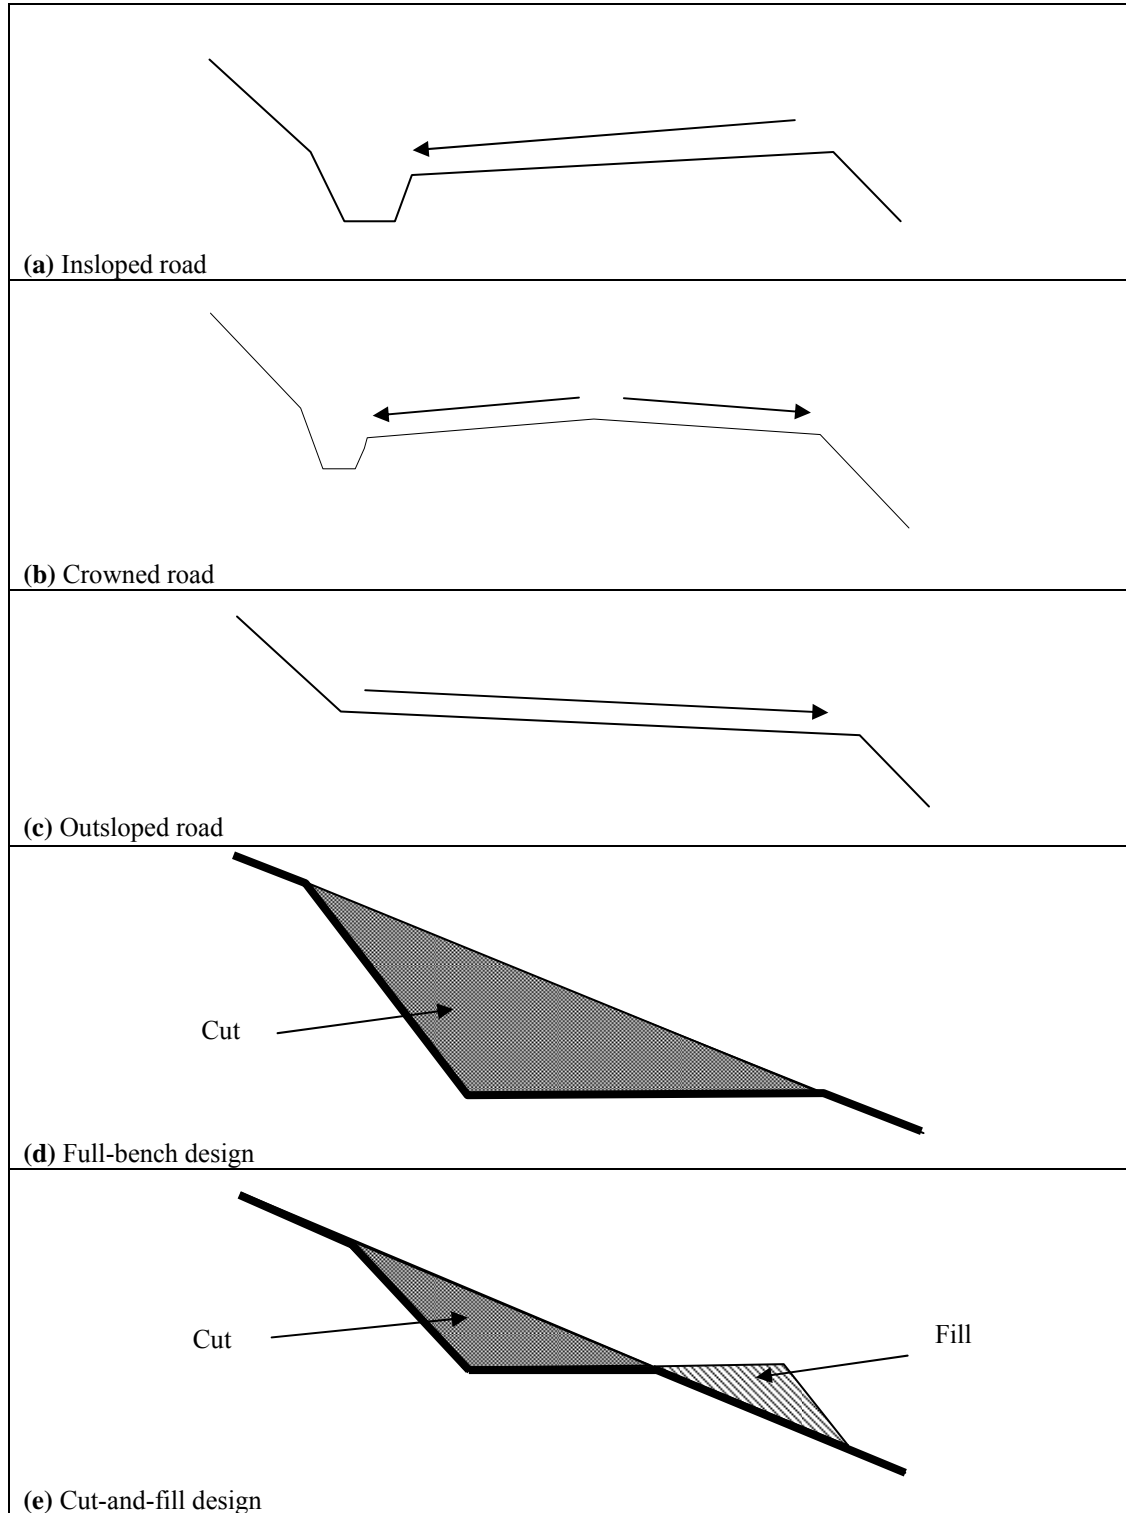 (a) Insloped road
(b) Crowned road
(c) Outsloped road
Cut
(d) Full-bench design
Cut
Fill
(e) Cut-and-fill design